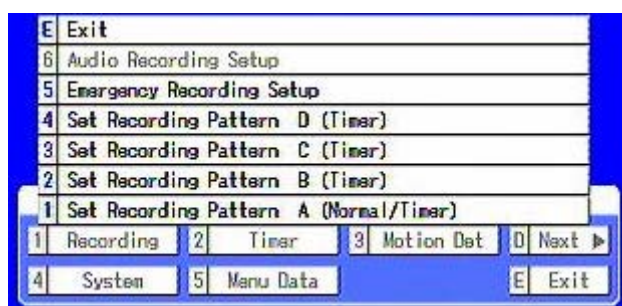 E Exit
6 Audio Recording Setup
5 Emergency Recording Setup
4 Set Recording Pattern D (Timer)
3 Set Recording Pattern C (Timer)
2 Set Recording Pattern B (Timer)
1 Set Recording Pattern A (Normal/Timer)
1 Recording 2 Timer 3 Motion Det 0 Next ▶
4 System 5 Menu Data E Exit